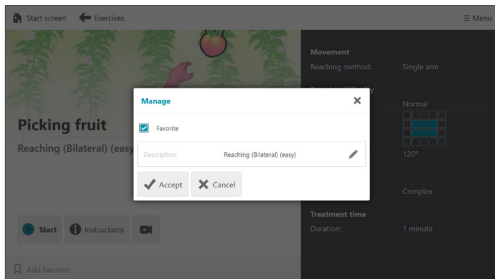 Start screen
Exercises
Menu
Picking fruit
Reaching (Bilateral) (easy
Start
Instructions
Add favorite
Manage
Favorite
Description:
Reaching (Bilateral) (easy)
Accept
Cancel
Movement
Reaching method:
Single arm
Normal
120°
Complex
Treatment time
Duration:
1 minute